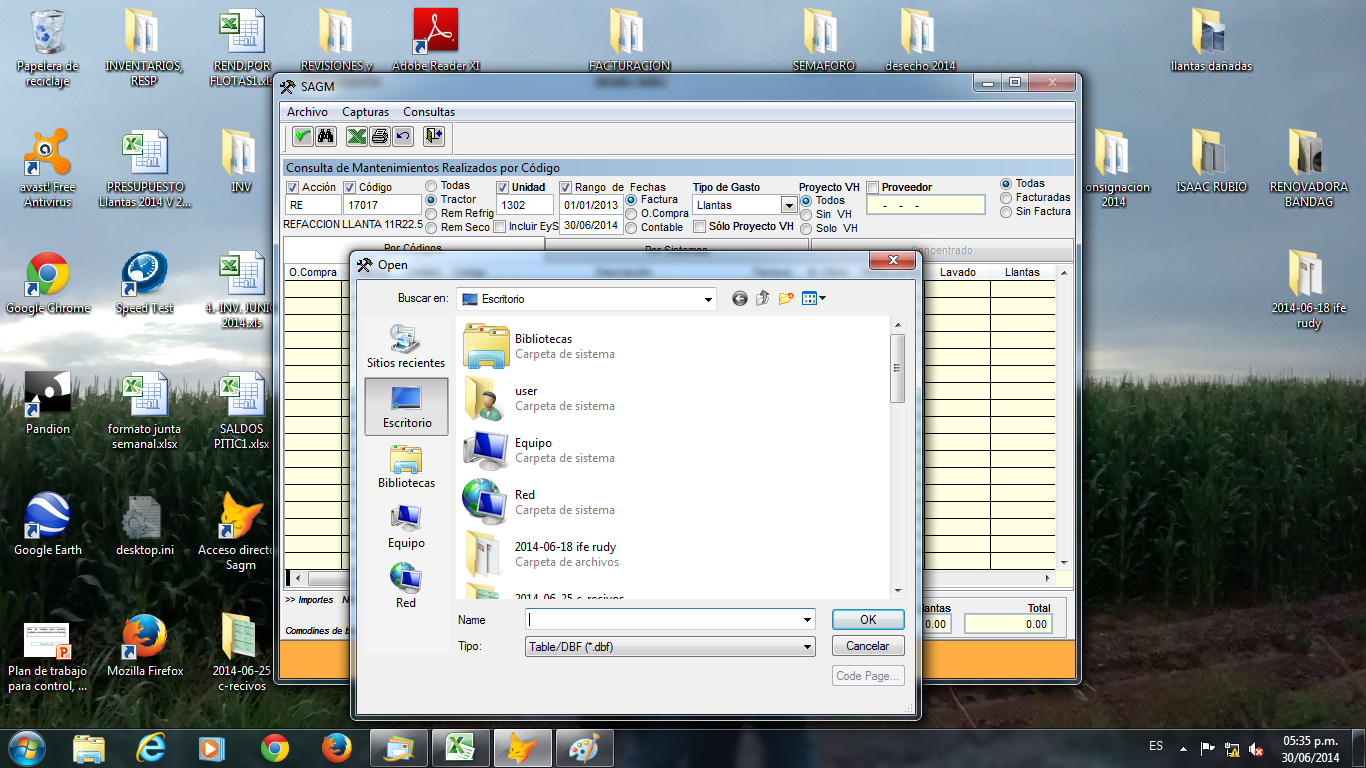 Papelera de
reciclaje
INVENTARIOS,
RESP
REND.POR
FLOTAS1.xls
REVISIONES y
Adobe Reader XI
FACTURACION
SEMAFORO
desecho 2014
llantas dañadas
SAGM
Archivo Capturas Consultas
Consulta de Mantenimientos Realizados por Código
Acción Código Todas Unidad Rango de Fechas Tipo de Gasto Proyecto VH Proveedor Todas
RE 17017 Tractor 1302 01/01/2013 Factura Llantas Todos - - - Facturadas
Rem Refrig O.Compra Sin VH Sin Factura
REFACCION LLANTA 11R22.5 Rem Seco Incluir EyS 30/06/2014 Contable Sólo Proyecto VH Solo VH
Por Códigos Por Sistemas Concentrado
O.Compra Lavado Llantas
Open
Buscar en: Escritorio
Sitios recientes
Escritorio
Bibliotecas
Equipo
Red
Bibliotecas
Carpeta de sistema
user
Carpeta de sistema
Equipo
Carpeta de sistema
Red
Carpeta de sistema
2014-06-18 ife rudy
Carpeta de archivos
2014-06-25 c-recivos
Name OK
Tipo: Table/DBF (*.dbf) Cancelar
Code Page...
>> Importes
Comodines de b
lantas Total
0.00 0.00
avast! Free
Antivirus
PRESUPUESTO
Llantas 2014 V 2...
INV
consignacion
2014
ISAAC RUBIO
RENOVADORA
BANDAG
Google Chrome
Speed Test
4.-INV. JUNIO
2014.xls
2014-06-18 ife
rudy
Pandion
formato junta
semanal.xlsx
SALDOS
PITIC1.xlsx
Google Earth
desktop.ini
Acceso directo
Sagm
Plan de trabajo
para control, ...
Mozilla Firefox
2014-06-25
c-recivos
ES
05:35 p.m.
30/06/2014